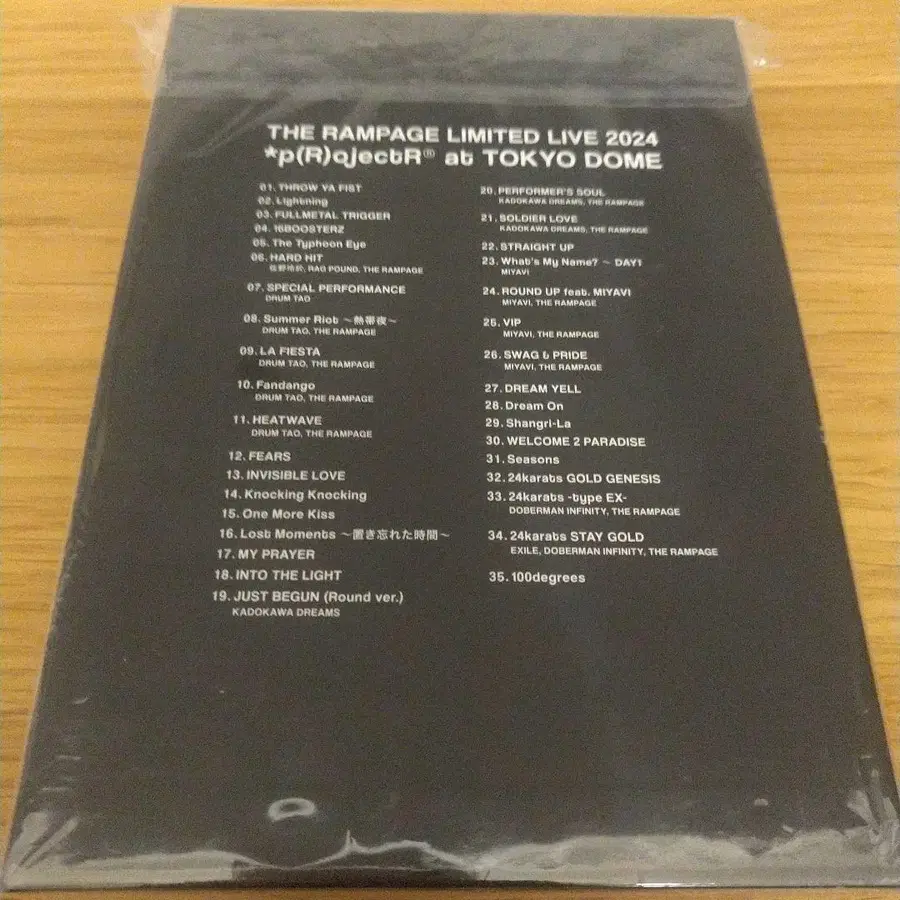 THE RAMPAGE LIMITED LIVE 2024
*p(R)ojectR® at TOKYO DOME
01. THROW YA FIST
02. Lightning
03. FULLMETAL TRIGGER
04. 16BOOSTERZ
05. The Typhoon Eye
06. HARD HIT
佐野玲於, RAG POUND, THE RAMPAGE
07. SPECIAL PERFORMANCE
DRUM TAO
08. Summer Riot ～熱帯夜～
DRUM TAO, THE RAMPAGE
09. LA FIESTA
DRUM TAO, THE RAMPAGE
10. Fandango
DRUM TAO, THE RAMPAGE
11. HEATWAVE
DRUM TAO, THE RAMPAGE
12. FEARS
13. INVISIBLE LOVE
14. Knocking Knocking
15. One More Kiss
16. Lost Moments ～置き忘れた時間～
17. MY PRAYER
18. INTO THE LIGHT
19. JUST BEGUN (Round ver.)
KADOKAWA DREAMS
20. PERFORMER'S SOUL
KADOKAWA DREAMS, THE RAMPAGE
21. SOLDIER LOVE
KADOKAWA DREAMS, THE RAMPAGE
22. STRAIGHT UP
23. What's My Name? ～ DAY1
MIYAVI
24. ROUND UP feat. MIYAVI
MIYAVI, THE RAMPAGE
25. VIP
MIYAVI, THE RAMPAGE
26. SWAG & PRIDE
MIYAVI, THE RAMPAGE
27. DREAM YELL
28. Dream On
29. Shangri-La
30. WELCOME 2 PARADISE
31. Seasons
32. 24karats GOLD GENESIS
33. 24karats -type EX-
DOBERMAN INFINITY, THE RAMPAGE
34. 24karats STAY GOLD
EXILE, DOBERMAN INFINITY, THE RAMPAGE
35. 100degrees